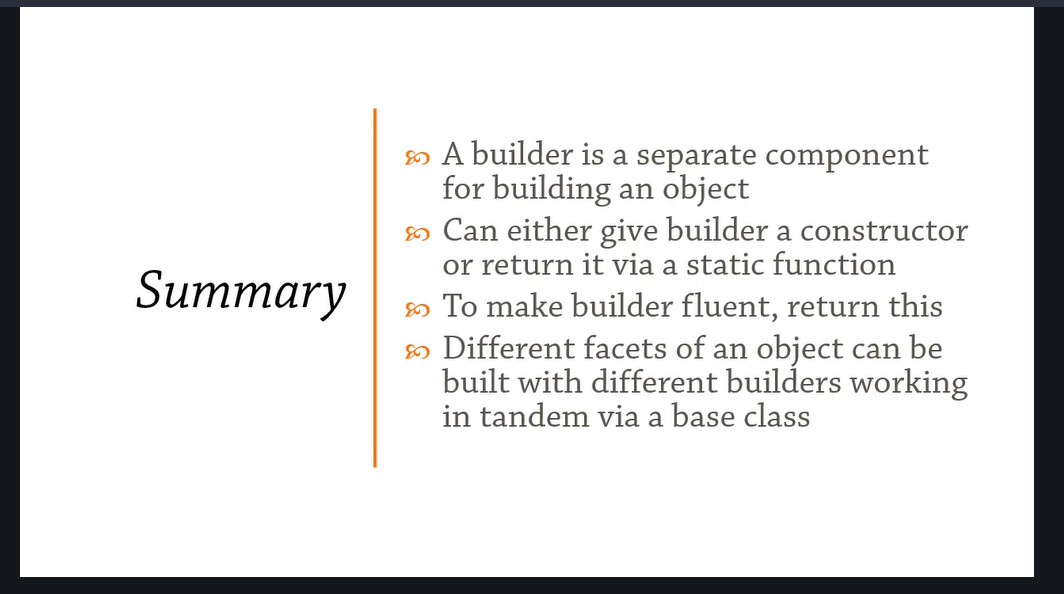 Summary
A builder is a separate component
for building an object
Can either give builder a constructor
or return it via a static function
To make builder fluent, return this
Different facets of an object can be
built with different builders working
in tandem via a base class